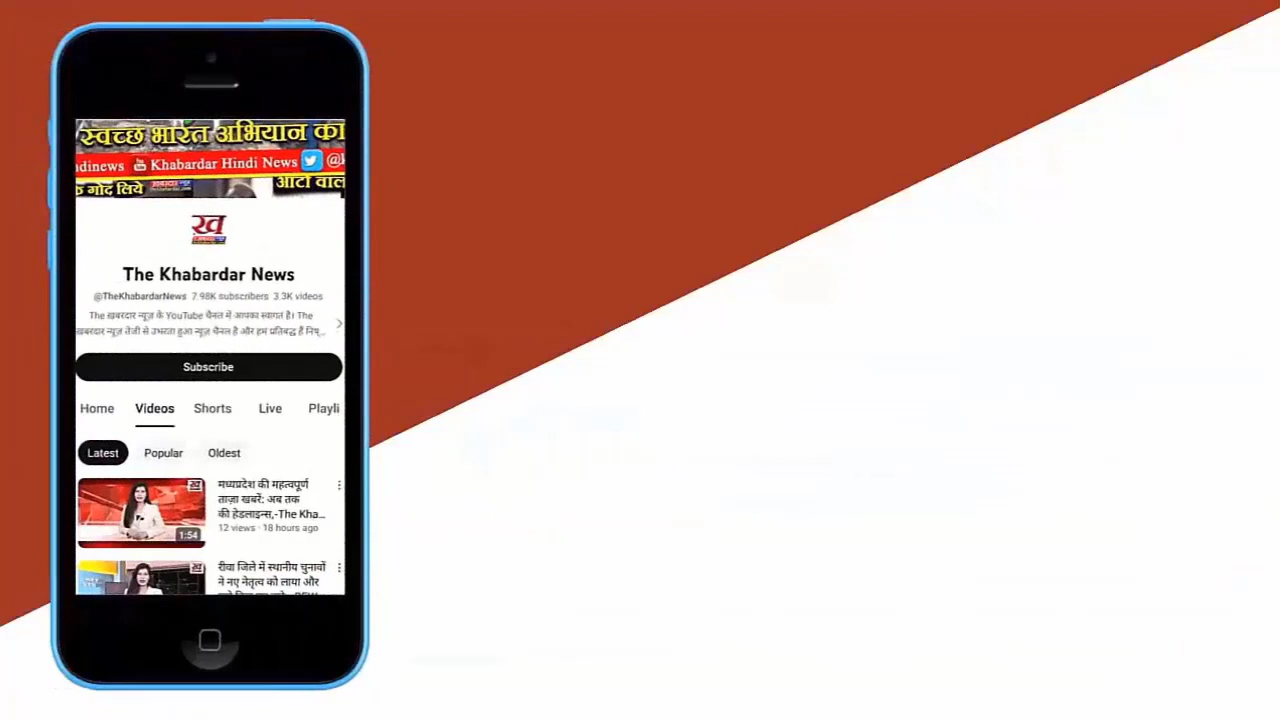 स्वच्छ भारत अभियान का
dinews Khabardar Hindi News @
गोद लिये
आटा वाल
ख
The Khabardar News
@TheKhabardarNews 7.98K subscribers 3.3K videos
The ख़बरदार न्यूज़ के YouTube चैनल में आपका स्वागत है। The
ख़बरदार न्यूज़ तेजी से उभरता हुआ न्यूज़ चैनल है और हम प्रतिबद्ध हैं निष्...
Subscribe
Home Videos Shorts Live Playli
Latest Popular Oldest
मध्यप्रदेश की महत्वपूर्ण
ताज़ा खबरें: अब तक
की हेडलाइन्स,-The Kha...
12 views · 18 hours ago
1:54
रीवा जिले में स्थानीय चुनावों
ने नए नेतृत्व को लाया और